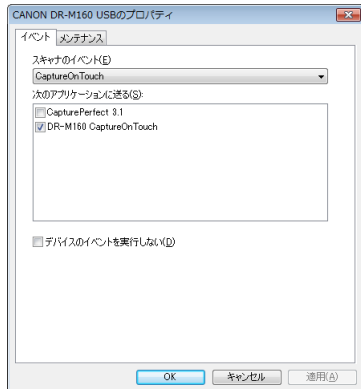 CANON DR-M160 USBのプロパティ
イベント メンテナンス
スキャナのイベント(E)
CaptureOnTouch
次のアプリケーションに送る(S):
CapturePerfect 3.1
DR-M160 CaptureOnTouch
デバイスのイベントを実行しない(D)
OK キャンセル 適用(A)